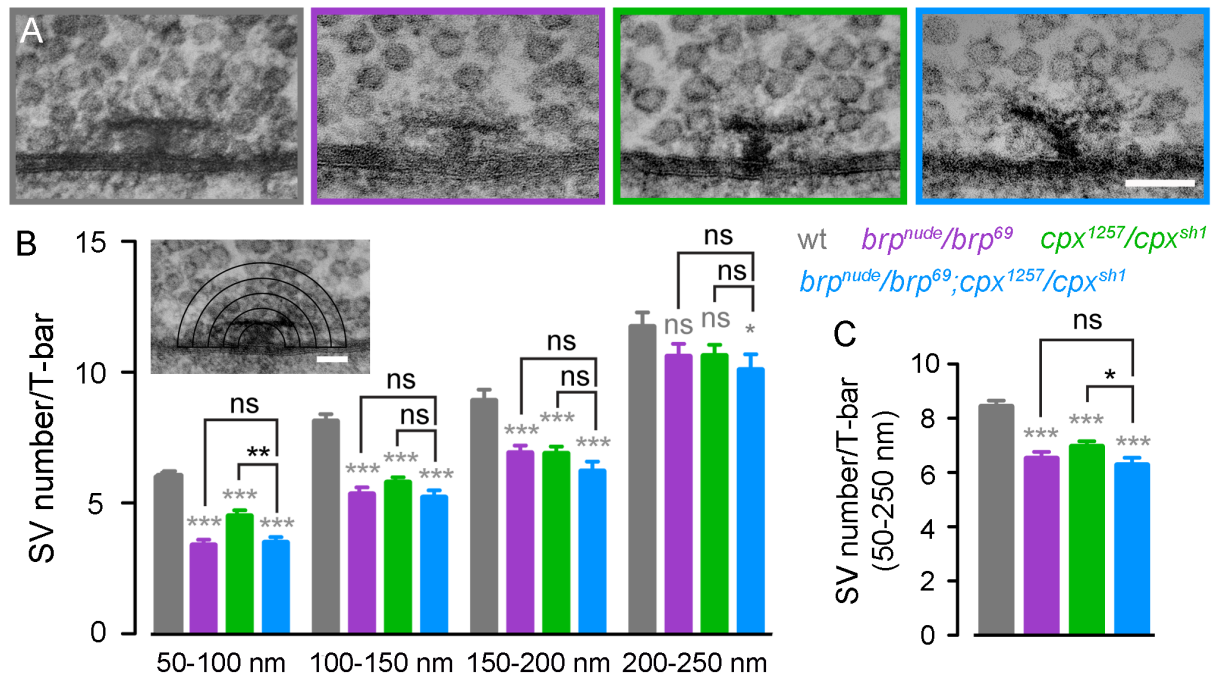 A
B
wt brp^nude/brp^69 cpx^1257/cpx^sh1
brp^nude/brp^69;cpx^1257/cpx^sh1
SV number/T-bar
15
10
5
0
ns
**
***
***
***
ns
ns
***
***
***
ns
ns
***
***
***
ns
ns
ns
ns
*
50-100 nm
100-150 nm
150-200 nm
200-250 nm
C
SV number/T-bar
(50-250 nm)
10
8
6
4
2
0
ns
*
***
***
***